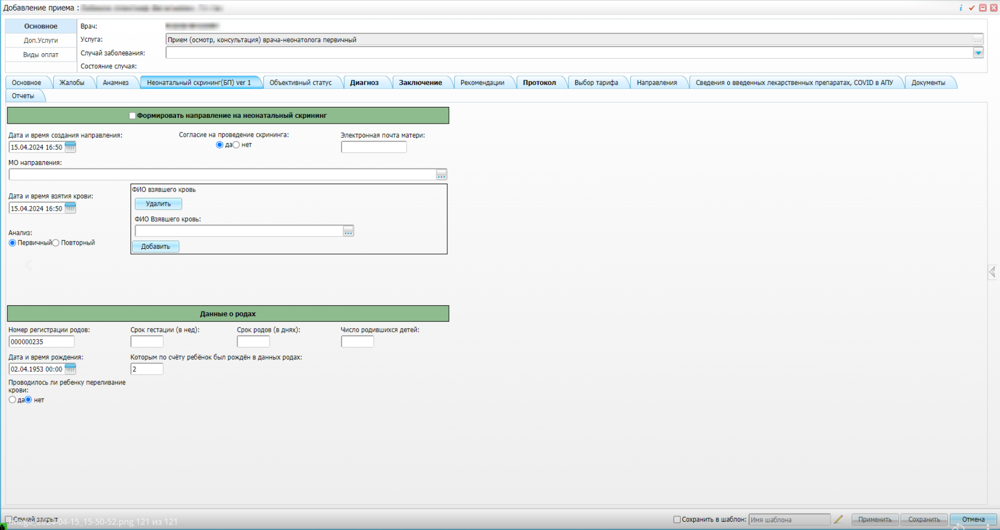 Добавление приема :
Основное
Доп.Услуги
Виды оплат
Врач:
Услуга: Прием (осмотр, консультация) врача-неонатолога первичный ...
Случай заболевания:
Состояние случая:
Основное Жалобы Анамнез Неонатальный скрининг(БП) ver 1 Объективный статус Диагноз Заключение Рекомендации Протокол Выбор тарифа Направления Сведения о введенных лекарственных препаратах, COVID в АПУ Документы
Отчеты
Формировать направление на неонатальный скрининг
Дата и время создания направления: Согласие на проведение скрининга: Электронная почта матери:
15.04.2024 16:50 да нет
МО направления:
...
ФИО взявшего кровь
Дата и время взятия крови:
Удалить
15.04.2024 16:50
ФИО Взявшего кровь:
...
Анализ:
Первичный Повторный
Добавить
Данные о родах
Номер регистрации родов: Срок гестации (в нед): Срок родов (в днях): Число родившихся детей:
000000235
Дата и время рождения: Которым по счёту ребёнок был рождён в данных родах:
02.04.1953 00:00 2
Проводилось ли ребенку переливание
крови:
да нет
Случай закрыт
image_2024-04-15_15-50-52.png 121 из 121
Сохранить в шаблон: Имя шаблона Применить Сохранить Отмена